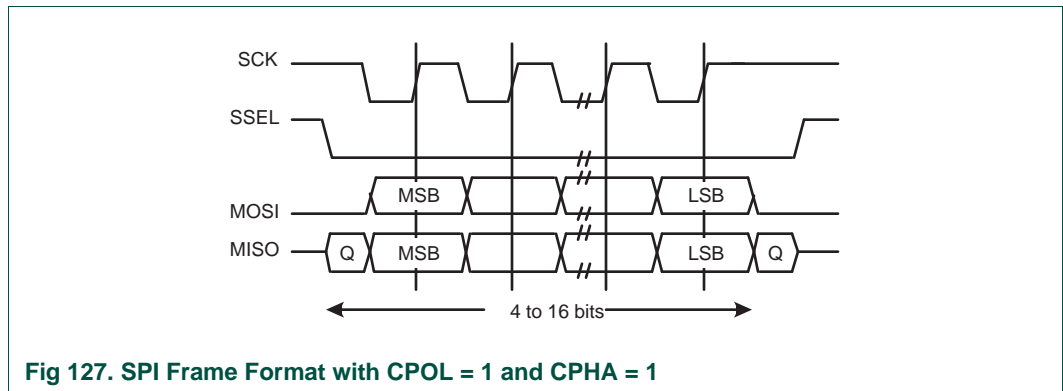 SCK
SSEL
MOSI
MSB
LSB
MISO
Q
MSB
LSB
Q
4 to 16 bits
Fig 127. SPI Frame Format with CPOL = 1 and CPHA = 1